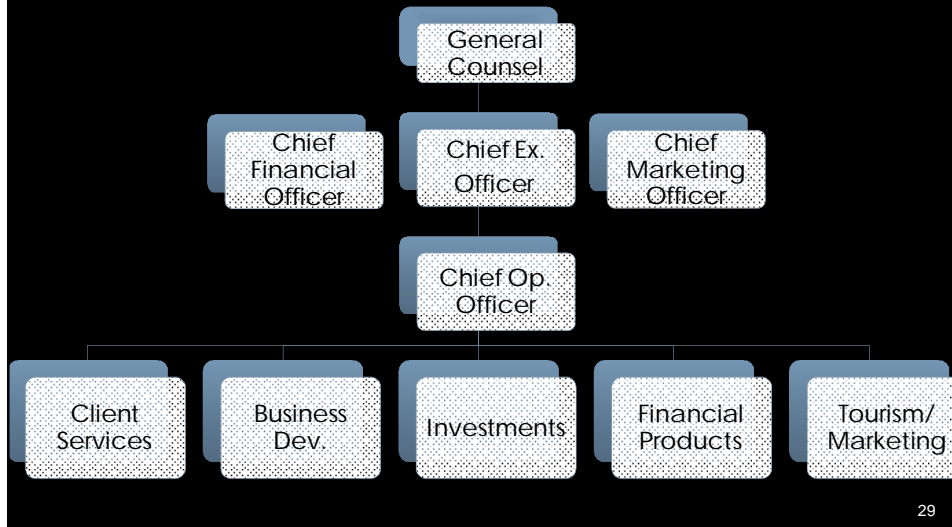 General
Counsel
Chief
Financial
Officer
Chief Ex.
Officer
Chief
Marketing
Officer
Chief Op.
Officer
Client
Services
Business
Dev.
Investments
Financial
Products
Tourism/
Marketing
29